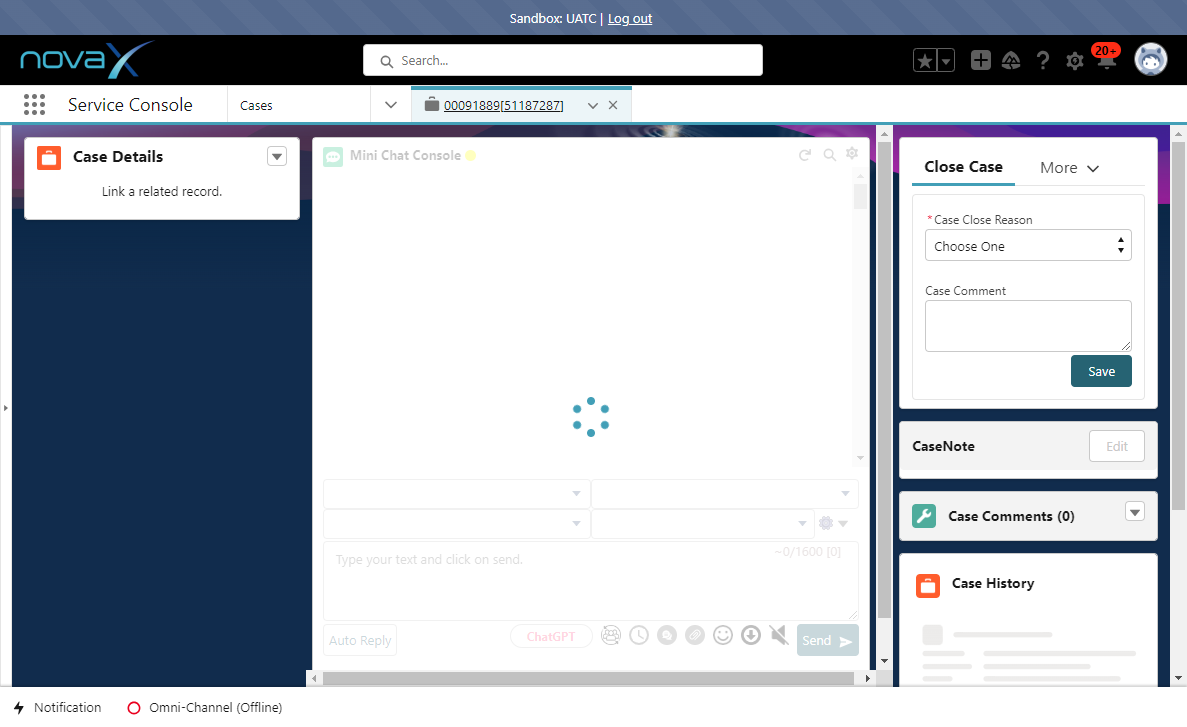 Sandbox: UATC | Log out
novaX
Search...
20+
Service Console
Cases
00091889[51187287]
Case Details
Link a related record.
Mini Chat Console
~0/1600 [0]
Type your text and click on send.
Auto Reply
ChatGPT
Send
Close Case
More
*Case Close Reason
Choose One
Case Comment
Save
CaseNote
Edit
Case Comments (0)
Case History
Notification
Omni-Channel (Offline)